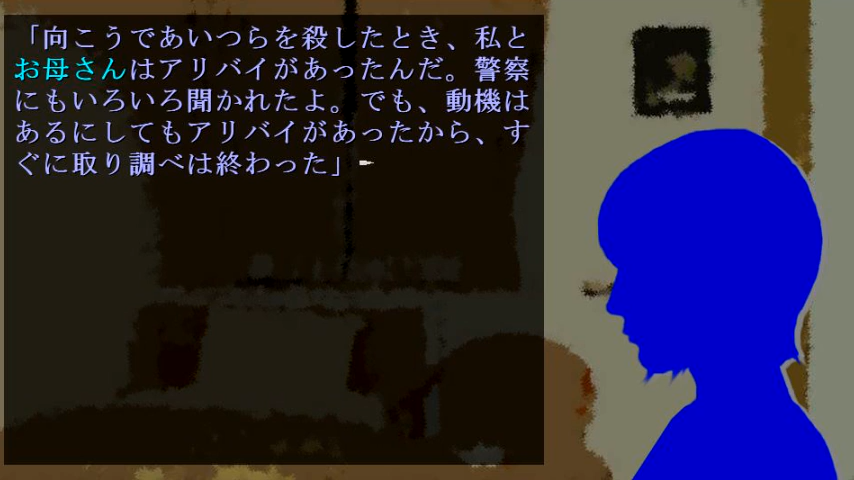 「向こうであいつらを殺したとき、私と
お母さんはアリバイがあったんだ。警察
にもいろいろ聞かれたよ。でも、動機は
あるにしてもアリバイがあったから、す
ぐに取り調べは終わった」